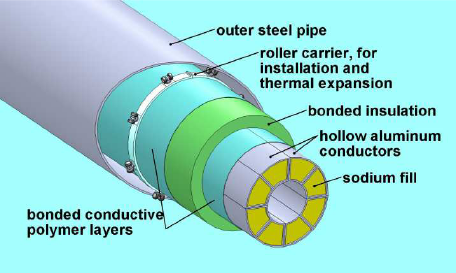 outer steel pipe
roller carrier, for
installation and
thermal expansion
bonded insulation
hollow aluminum
conductors
sodium fill
bonded conductive
polymer layers